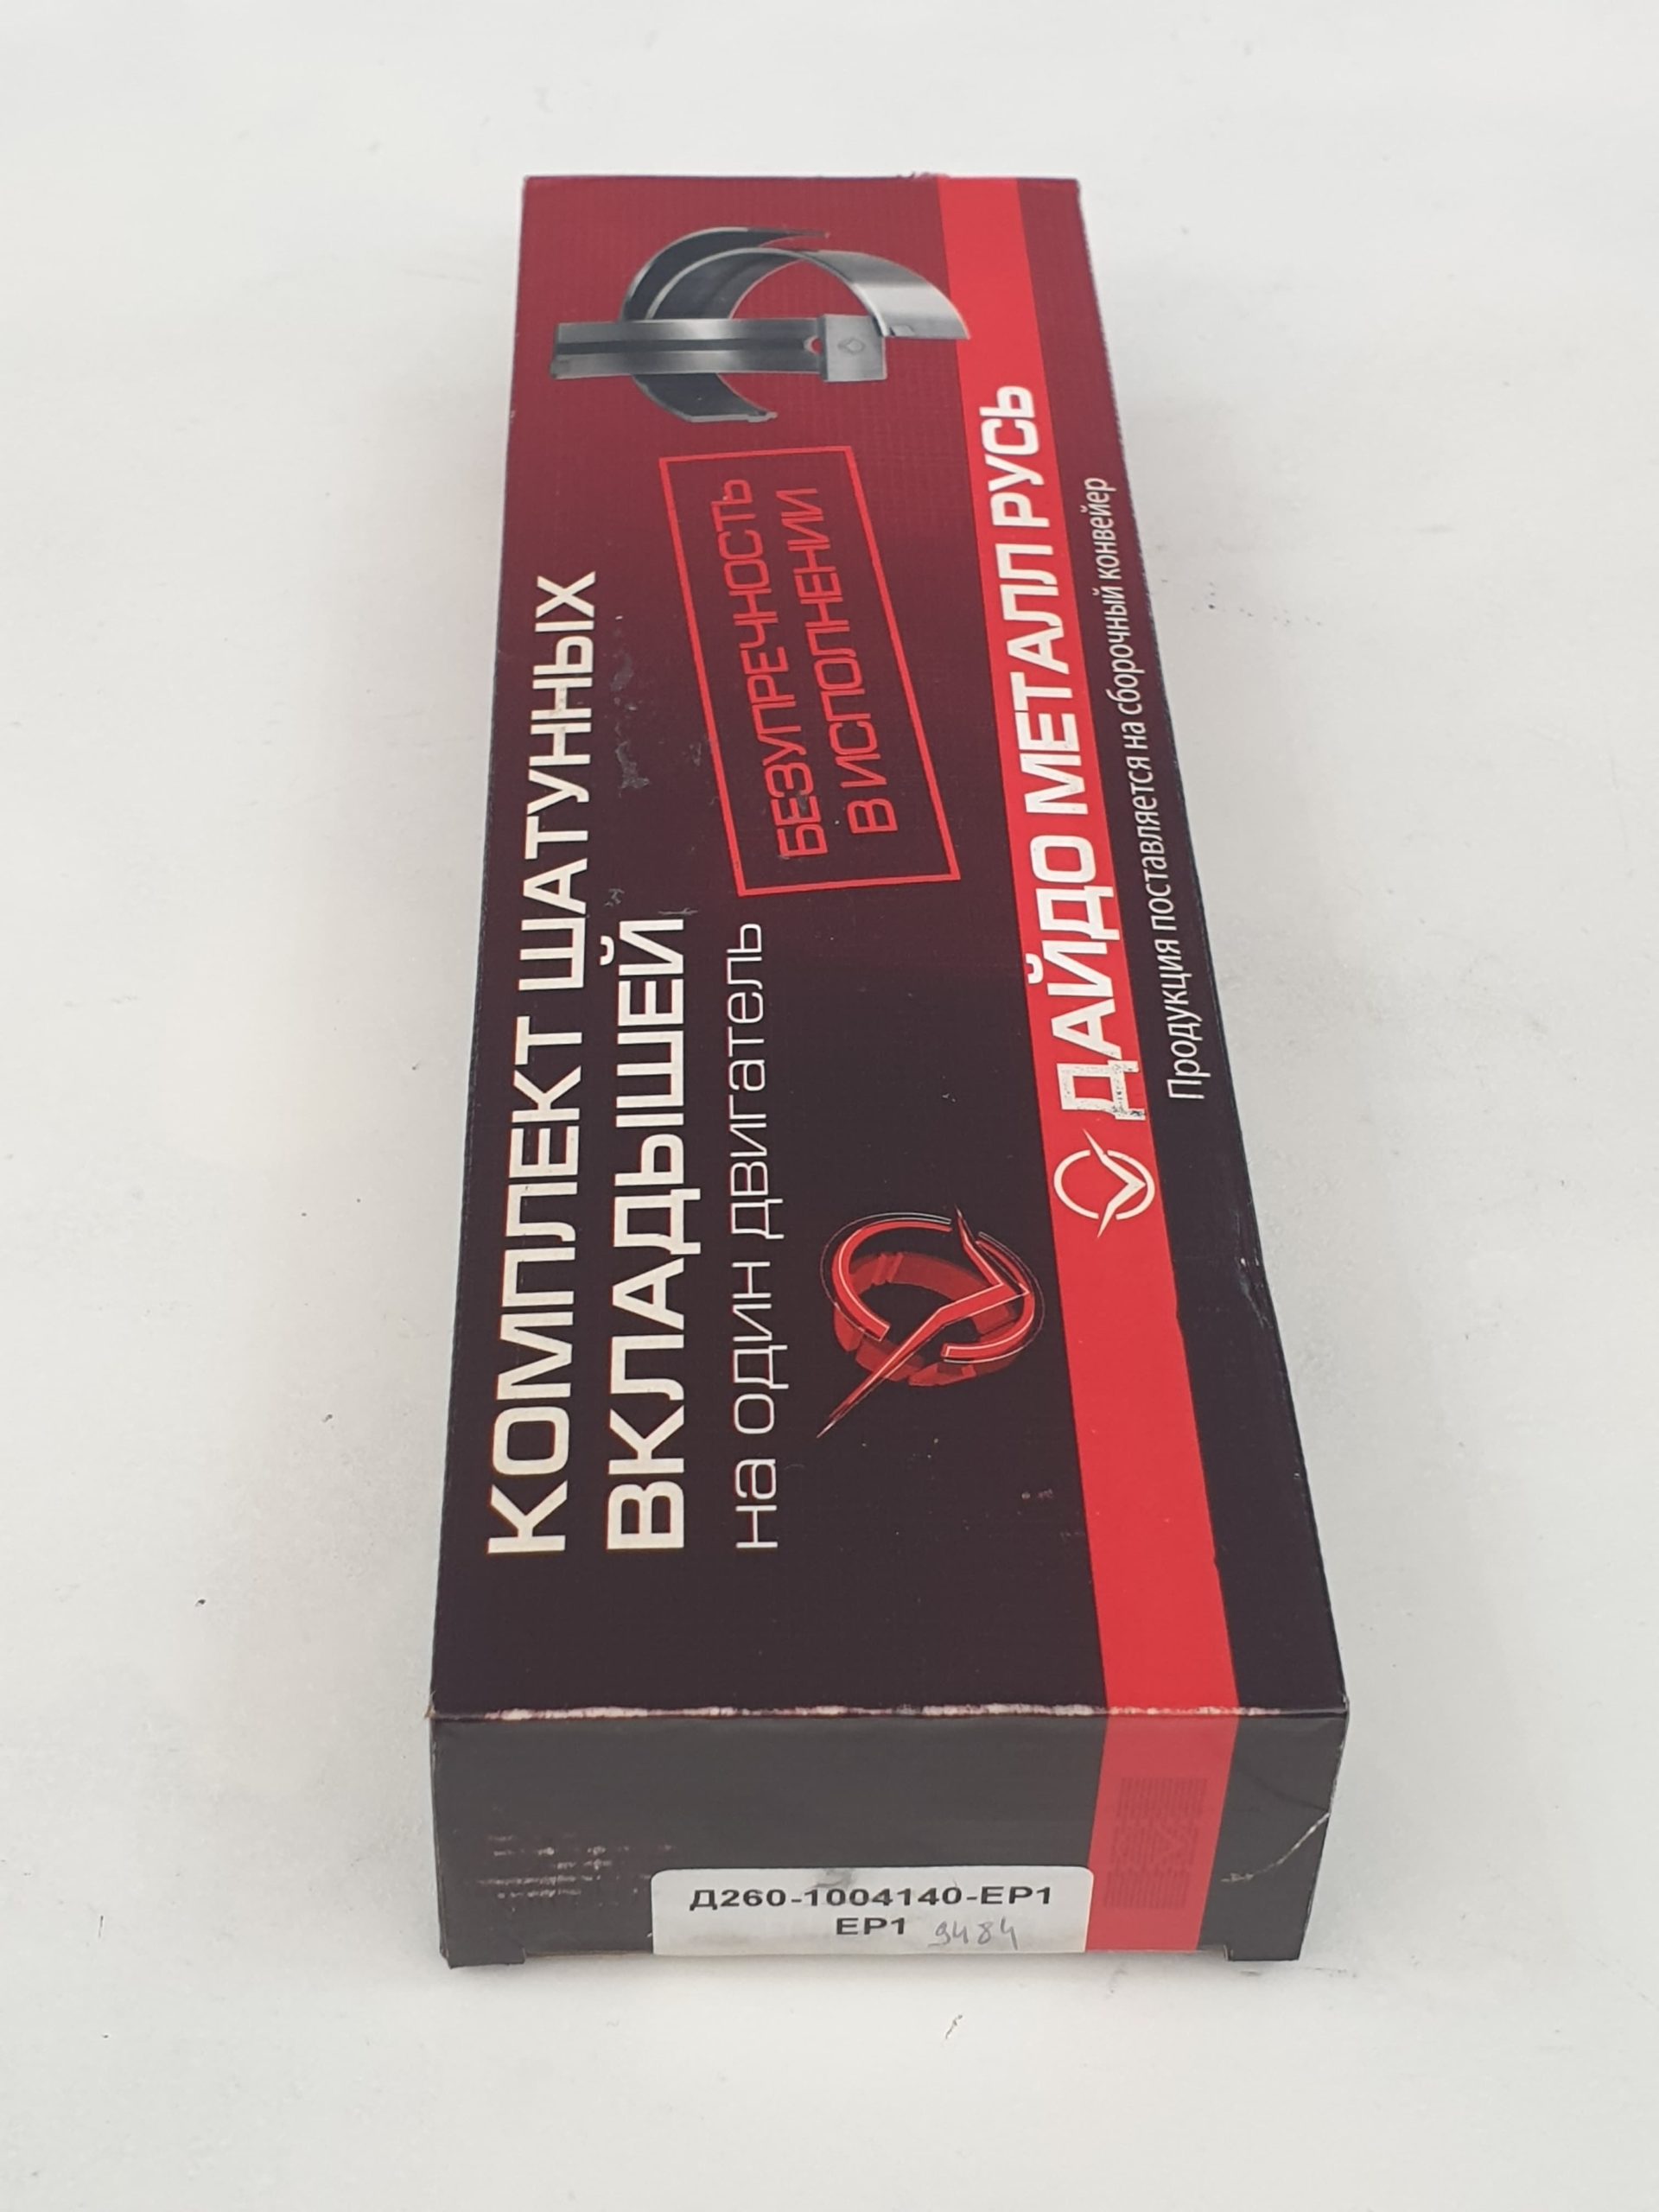 КОМПЛЕКТ ШАТУННЫХ
ВКЛАДЫШЕЙ
на один двигатель
БЕЗУПРЕЧНОСТЬ
В ИСПОЛНЕНИИ
ДАЙДО МЕТАЛЛ РУСЬ
Продукция поставляется на сборочный конвейер
Д260-1004140-ЕР1
ЕР1 9484